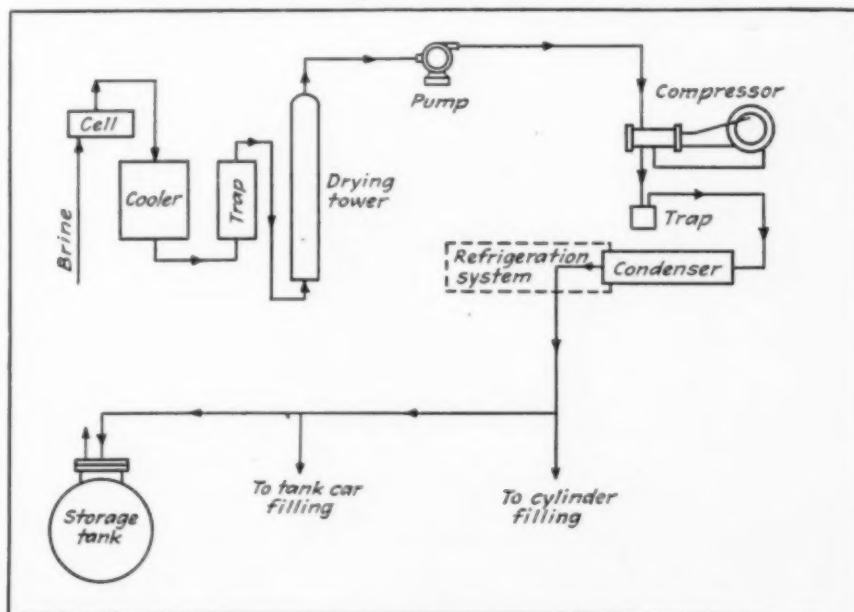 Cell
Brine
Cooler
Trap
Drying
tower
Pump
Compressor
Trap
Refrigeration
system
Condenser
To tank car
filling
To cylinder
filling
Storage
tank